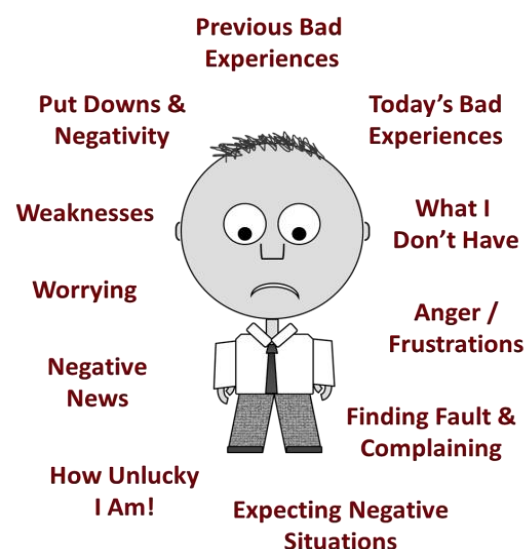 Previous Bad
Experiences
Put Downs &
Negativity
Today's Bad
Experiences
Weaknesses
What I
Don't Have
Worrying
Anger /
Frustrations
Negative
News
Finding Fault &
Complaining
How Unlucky
I Am!
Expecting Negative
Situations